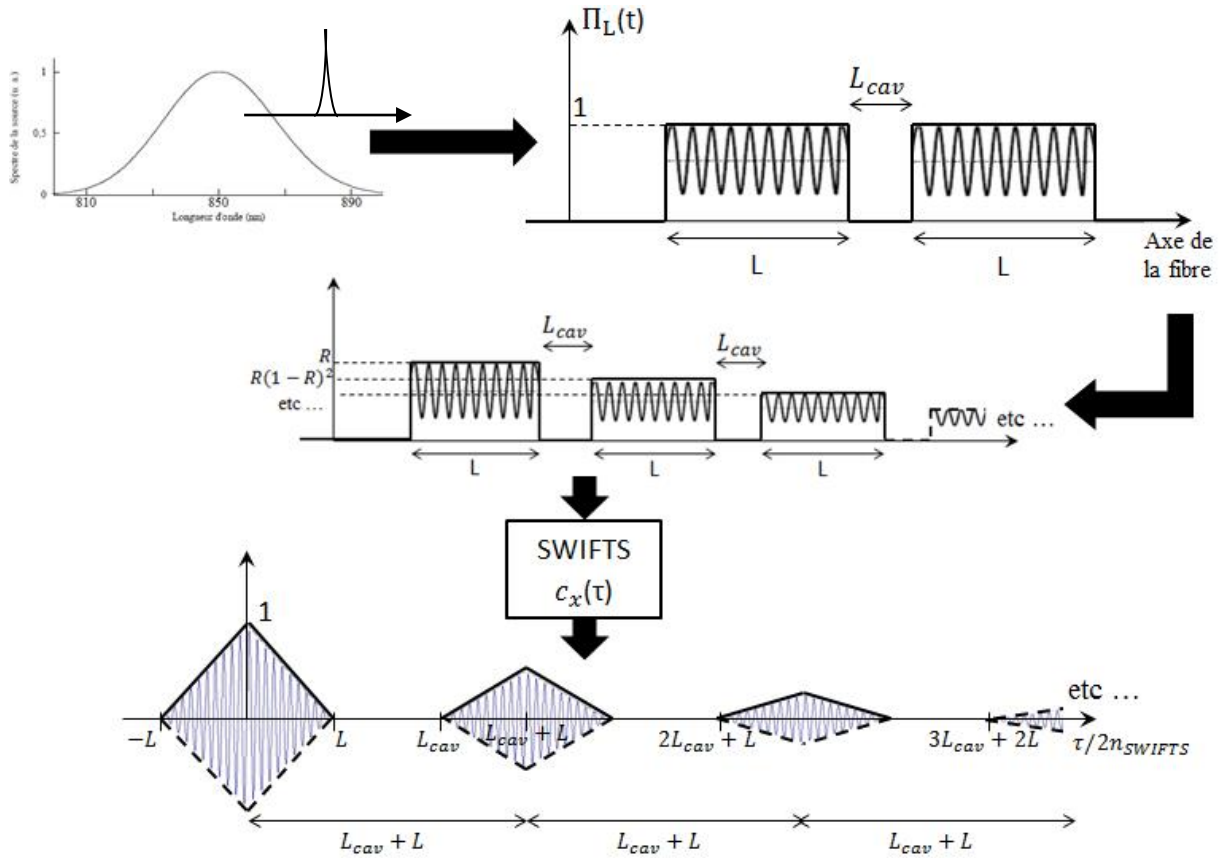 Π_L(t)
Spectre de la source (u. a.)
1
0,5
0
810
850
890
Longueur d'onde (nm)
1
L_cav
L
L
Axe de
la fibre
R
R(1 − R)²
etc ...
L_cav
L_cav
etc ...
L
L
L
SWIFTS
c_x(τ)
1
etc ...
−L
L
L_cav
L_cav + L
2L_cav + L
3L_cav + 2L
τ/2n_SWIFTS
L_cav + L
L_cav + L
L_cav + L